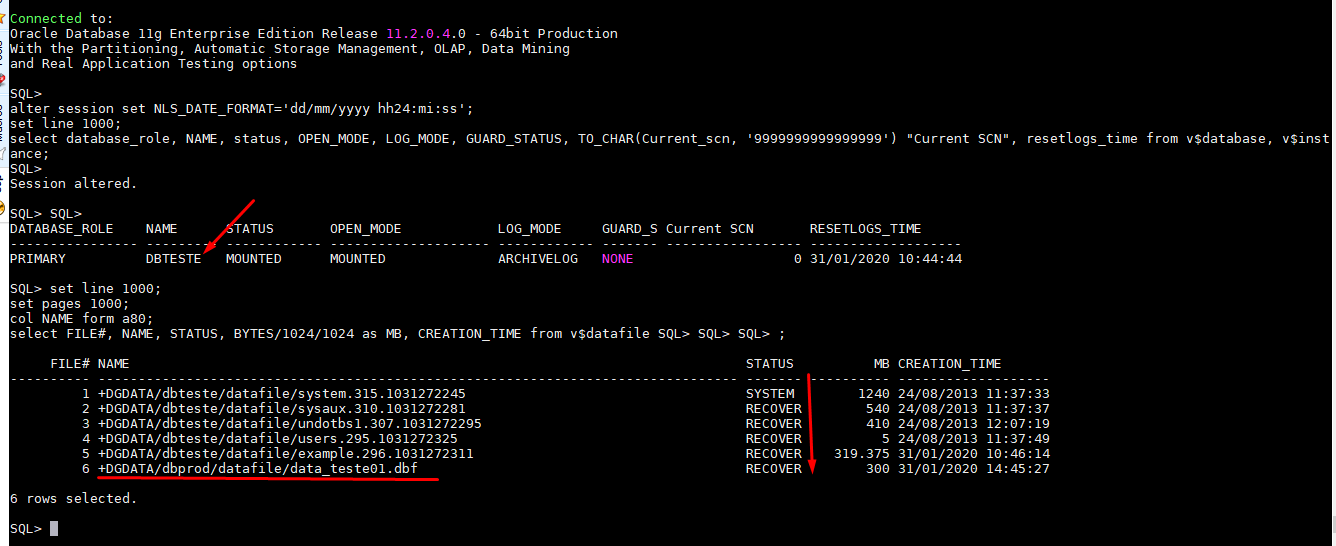 Connected to:
Oracle Database 11g Enterprise Edition Release 11.2.0.4.0 - 64bit Production
With the Partitioning, Automatic Storage Management, OLAP, Data Mining
and Real Application Testing options
SQL>
alter session set NLS_DATE_FORMAT='dd/mm/yyyy hh24:mi:ss';
set line 1000;
select database_role, NAME, status, OPEN_MODE, LOG_MODE, GUARD_STATUS, TO_CHAR(Current_scn, '9999999999999999') "Current SCN", resetlogs_time from v$database, v$inst
ance;
SQL>
Session altered.
SQL> SQL>
DATABASE_ROLE NAME STATUS OPEN_MODE LOG_MODE GUARD_S Current SCN RESETLOGS_TIME
---------------- --------- ------------ -------------------- ------------ ------- ----------------- -------------------
PRIMARY DBTESTE MOUNTED MOUNTED ARCHIVELOG NONE 0 31/01/2020 10:44:44
SQL> set line 1000;
set pages 1000;
col NAME form a80;
select FILE#, NAME, STATUS, BYTES/1024/1024 as MB, CREATION_TIME from v$datafile SQL> SQL> SQL> ;
FILE# NAME STATUS MB CREATION_TIME
---------- -------------------------------------------------------------------------------- ------- ---------- -------------------
1 +DGDATA/dbteste/datafile/system.315.1031272245 SYSTEM 1240 24/08/2013 11:37:33
2 +DGDATA/dbteste/datafile/sysaux.310.1031272281 RECOVER 540 24/08/2013 11:37:37
3 +DGDATA/dbteste/datafile/undotbs1.307.1031272295 RECOVER 410 24/08/2013 12:07:19
4 +DGDATA/dbteste/datafile/users.295.1031272325 RECOVER 5 24/08/2013 11:37:49
5 +DGDATA/dbteste/datafile/example.296.1031272311 RECOVER 319.375 31/01/2020 10:46:14
6 +DGDATA/dbprod/datafile/data_teste01.dbf RECOVER 300 31/01/2020 14:45:27
6 rows selected.
SQL>